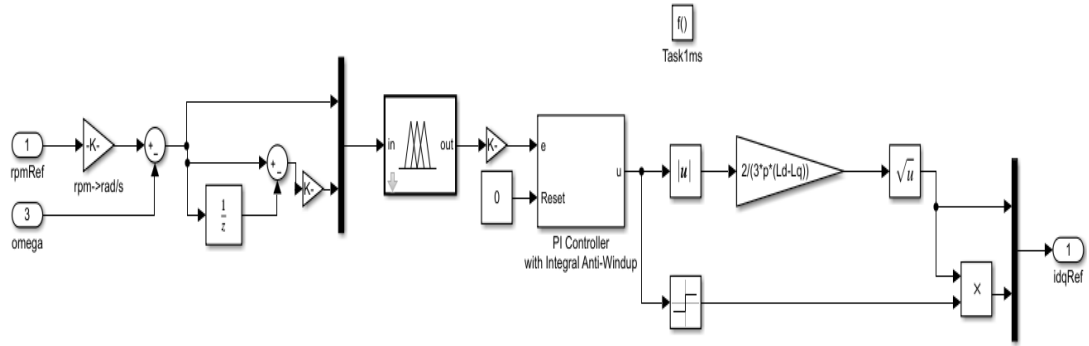 f()
Task1ms
1
rpmRef
-K-
rpm->rad/s
+
-
3
omega
1
z
+
-
K-
in
out
K-
0
e
Reset
u
PI Controller
with Integral Anti-Windup
|u|
2/(3*p*(Ld-Lq))
√u
×
1
idqRef